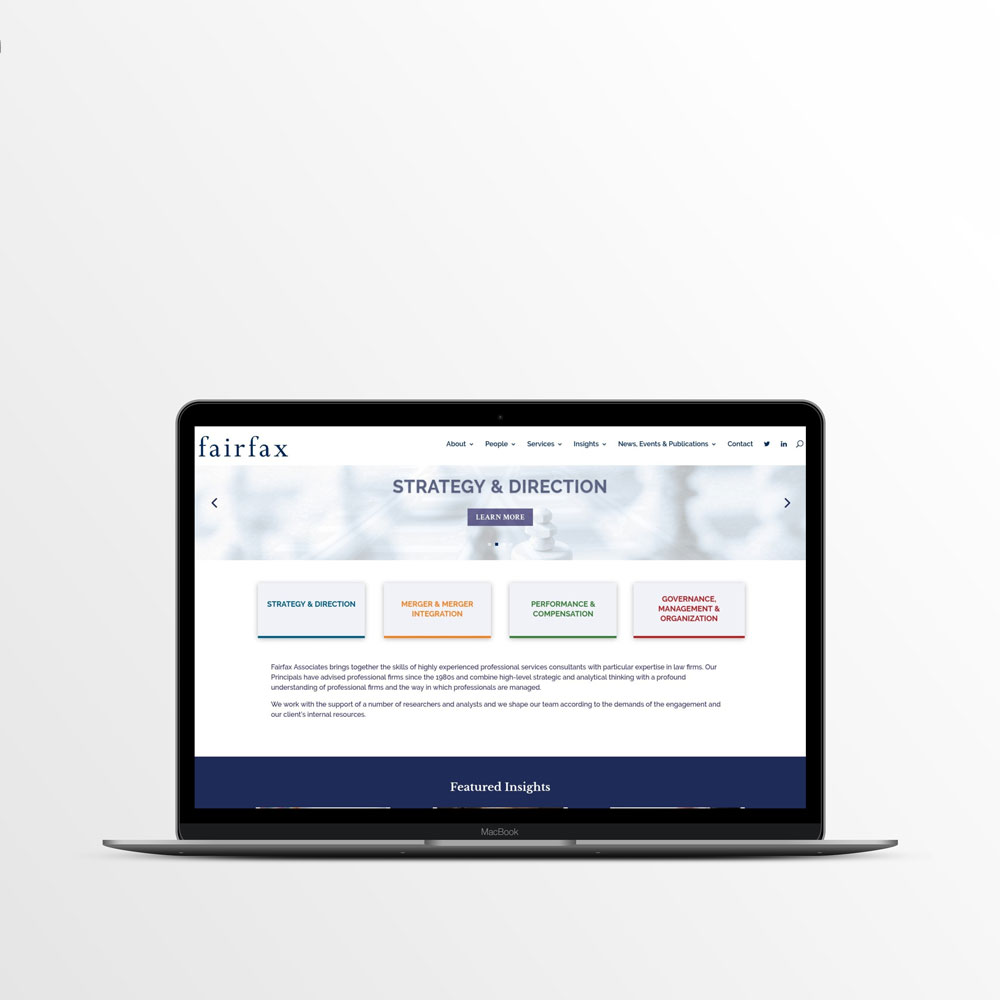 fairfax
About People Services Insights News, Events & Publications Contact
STRATEGY & DIRECTION
LEARN MORE
STRATEGY & DIRECTION
MERGER & MERGER
INTEGRATION
PERFORMANCE &
COMPENSATION
GOVERNANCE,
MANAGEMENT &
ORGANIZATION
Fairfax Associates brings together the skills of highly experienced professional services consultants with particular expertise in law firms. Our
Principals have advised professional firms since the 1980s and combine high-level strategic and analytical thinking with a profound
understanding of professional firms and the way in which professionals are managed.
We work with the support of a number of researchers and analysts and we shape our team according to the demands of the engagement and
our client's internal resources.
Featured Insights
MacBook